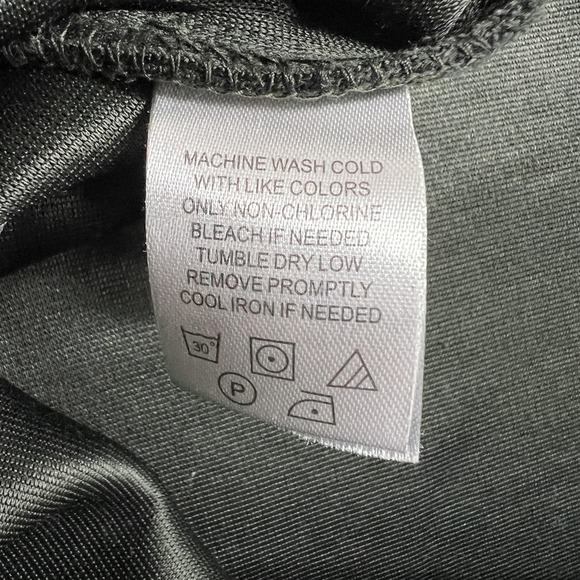 MACHINE WASH COLD
WITH LIKE COLORS
ONLY NON-CHLORINE
BLEACH IF NEEDED
TUMBLE DRY LOW
REMOVE PROMPTLY
COOL IRON IF NEEDED
30°
P